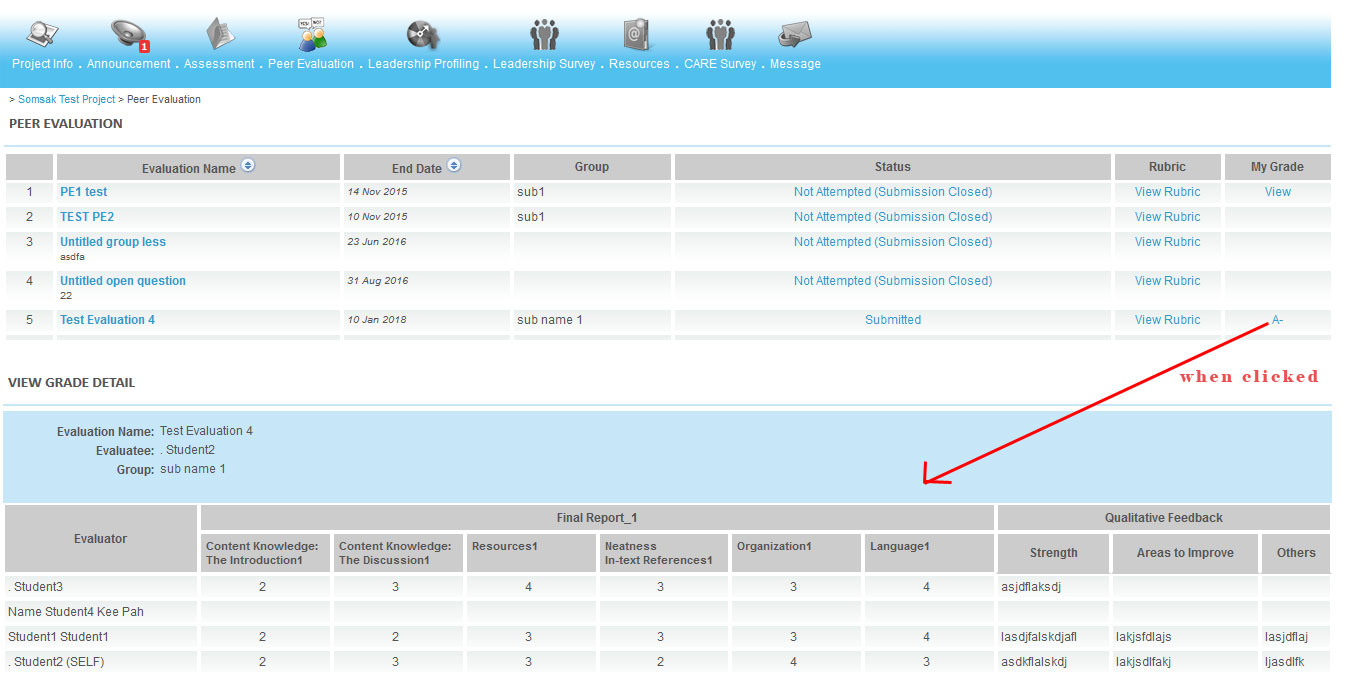 YES! NO!
1
Project Info . Announcement . Assessment . Peer Evaluation . Leadership Profiling . Leadership Survey . Resources . CARE Survey . Message
> Somsak Test Project > Peer Evaluation
PEER EVALUATION
Evaluation Name End Date Group Status Rubric My Grade
1 PE1 test 14 Nov 2015 sub1 Not Attempted (Submission Closed) View Rubric View
2 TEST PE2 10 Nov 2015 sub1 Not Attempted (Submission Closed) View Rubric
3 Untitled group less 23 Jun 2016 Not Attempted (Submission Closed) View Rubric
asdfa
4 Untitled open question 31 Aug 2016 Not Attempted (Submission Closed) View Rubric
22
5 Test Evaluation 4 10 Jan 2018 sub name 1 Submitted View Rubric A-
when clicked
VIEW GRADE DETAIL
Evaluation Name: Test Evaluation 4
Evaluatee: . Student2
Group: sub name 1
Evaluator Final Report_1 Qualitative Feedback
Content Knowledge: Content Knowledge: Resources1 Neatness Organization1 Language1 Strength Areas to Improve Others
The Introduction1 The Discussion1 In-text References1
. Student3 2 3 4 3 3 4 asjdflaksdj
Name Student4 Kee Pah
Student1 Student1 2 2 3 3 3 4 lasdjfalskdjafl lakjsfdlajs lasjdflaj
. Student2 (SELF) 2 3 3 2 4 3 asdkflalskdj lakjsdlfakj ljasdlfk